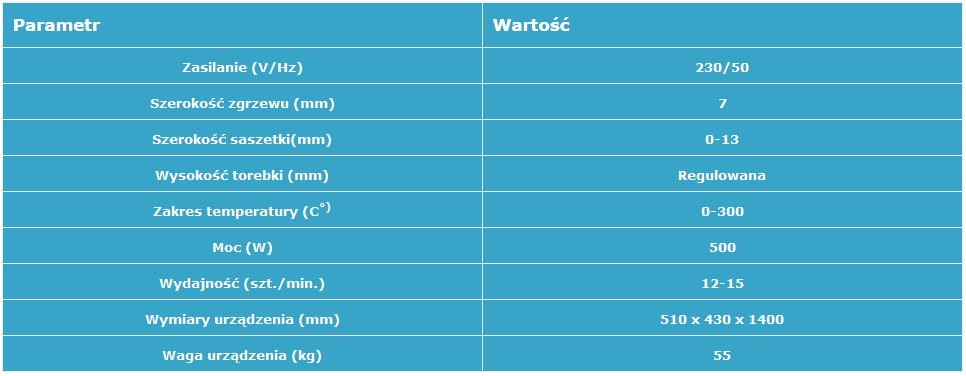 Parametr Wartość
Zasilanie (V/Hz) 230/50
Szerokość zgrzewu (mm) 7
Szerokość saszetki(mm) 0-13
Wysokość torebki (mm) Regulowana
Zakres temperatury (C°) 0-300
Moc (W) 500
Wydajność (szt./min.) 12-15
Wymiary urządzenia (mm) 510 x 430 x 1400
Waga urządzenia (kg) 55